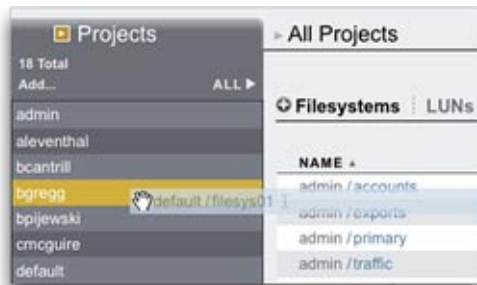 Projects
18 Total
Add...
ALL
admin
aleventhal
bcantrill
bgregg
bpijewski
cmcguire
default
default / filesys01
All Projects
Filesystems
LUNs
NAME
admin / accounts
admin / exports
admin / primary
admin / traffic